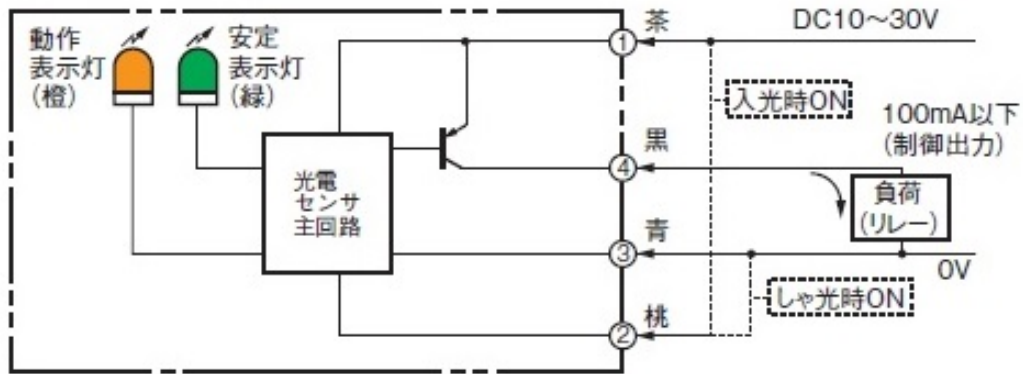 動作
表示灯
(橙)
安定
表示灯
(緑)
光電
センサ
主回路
① 茶
DC10～30V
入光時ON
100mA以下
(制御出力)
④ 黒
負荷
(リレー)
③ 青
0V
しゃ光時ON
② 桃